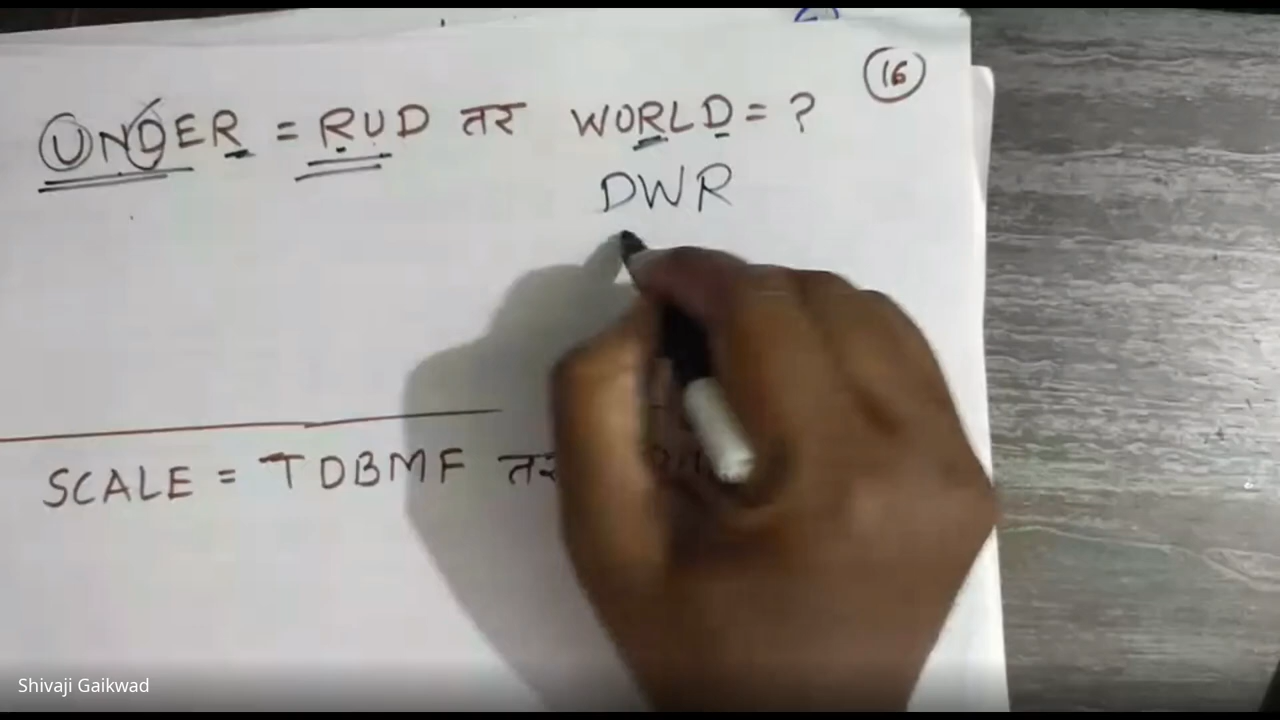 16
UNDER = RUD तर WORLD = ?
DWR
SCALE = TDBMF तर
Shivaji Gaikwad